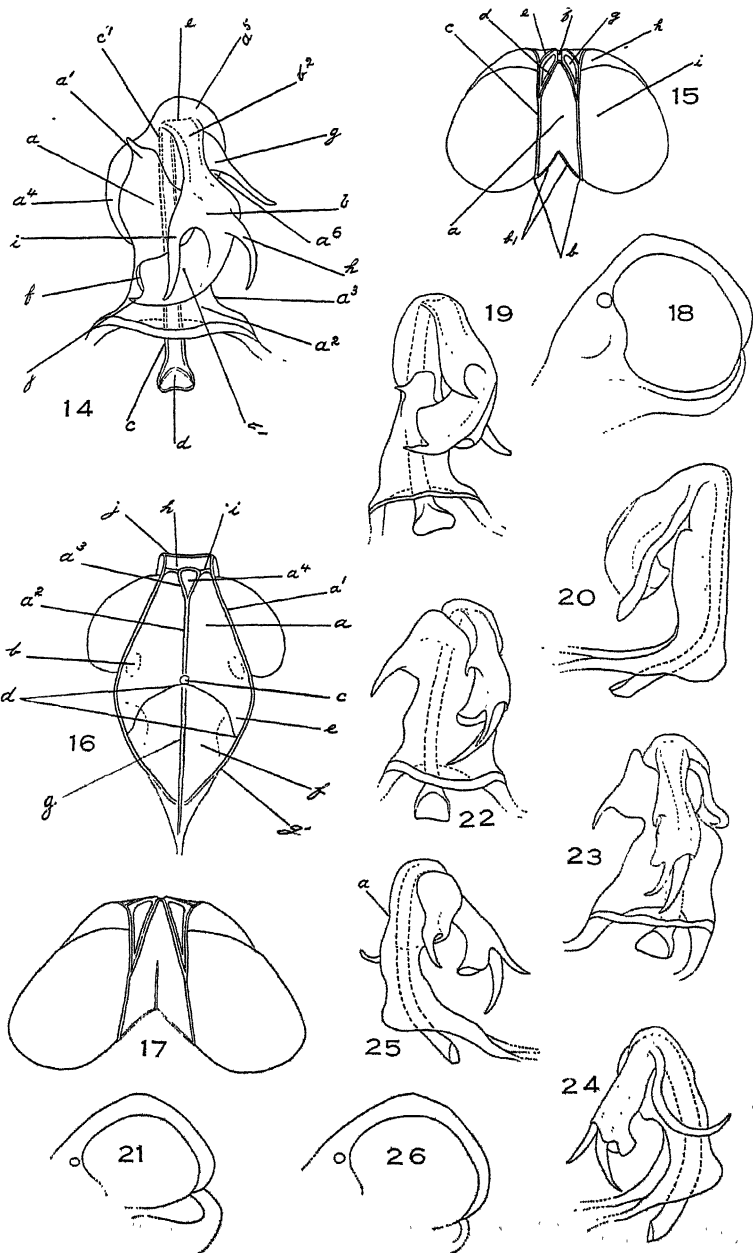 c' e a⁵
a' b²
a g
a⁴ b
i a⁶
f h
a³
j a²
14
c d
d e f g
c h
i
15
a
b₁ b
18
19
j h i
a³ a⁴
a² a'
a
b
d c
e
16
g f
20
22
23
a
25
17
24
21
26